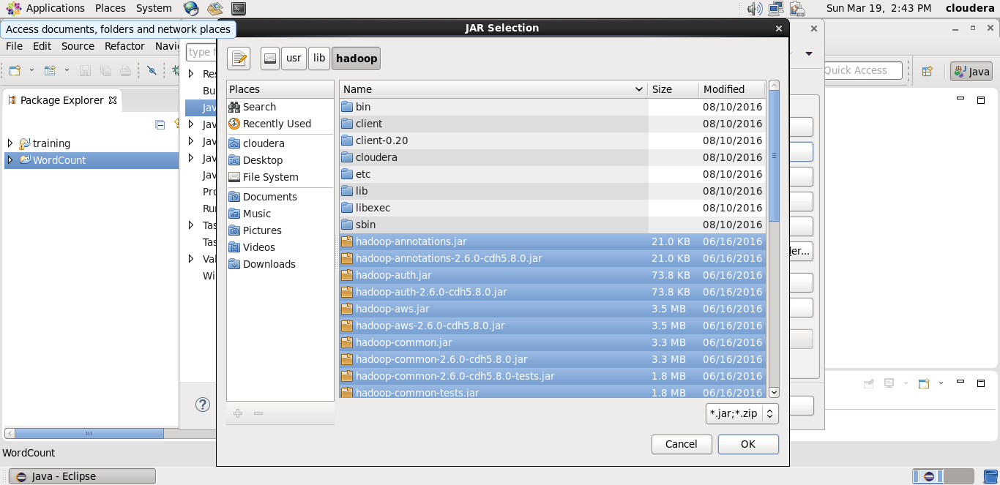 Applications Places System Sun Mar 19, 2:43 PM cloudera
Access documents, folders and network places
JAR Selection
File Edit Source Refactor Navi
type f
usr lib hadoop
Quick Access
Java
Package Explorer
training
WordCount
Res
Bu
Jav
Jav
Jav
Jav
Jav
Pro
Run
Tas
Tas
Val
Wi
Places
Search
Recently Used
cloudera
Desktop
File System
Documents
Music
Pictures
Videos
Downloads
Name Size Modified
bin 08/10/2016
client 08/10/2016
client-0.20 08/10/2016
cloudera 08/10/2016
etc 08/10/2016
lib 08/10/2016
libexec 08/10/2016
sbin 08/10/2016
hadoop-annotations.jar 21.0 KB 06/16/2016
hadoop-annotations-2.6.0-cdh5.8.0.jar 21.0 KB 06/16/2016
hadoop-auth.jar 73.8 KB 06/16/2016
hadoop-auth-2.6.0-cdh5.8.0.jar 73.8 KB 06/16/2016
hadoop-aws.jar 3.5 MB 06/16/2016
hadoop-aws-2.6.0-cdh5.8.0.jar 3.5 MB 06/16/2016
hadoop-common.jar 3.3 MB 06/16/2016
hadoop-common-2.6.0-cdh5.8.0.jar 3.3 MB 06/16/2016
hadoop-common-2.6.0-cdh5.8.0-tests.jar 1.8 MB 06/16/2016
hadoop-common-tests.jar 1.8 MB 06/16/2016
der...
*.jar;*.zip
Cancel OK
WordCount
Java - Eclipse